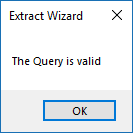 Extract Wizard
The Query is valid
OK